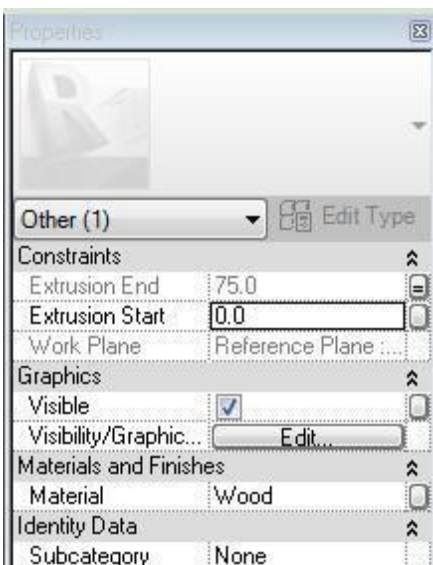 Properties
Other (1) Edit Type
Constraints
Extrusion End 75.0 =
Extrusion Start 0.0
Work Plane Reference Plane :...
Graphics
Visible
Visibility/Graphic... Edit...
Materials and Finishes
Material Wood
Identity Data
Subcategory None